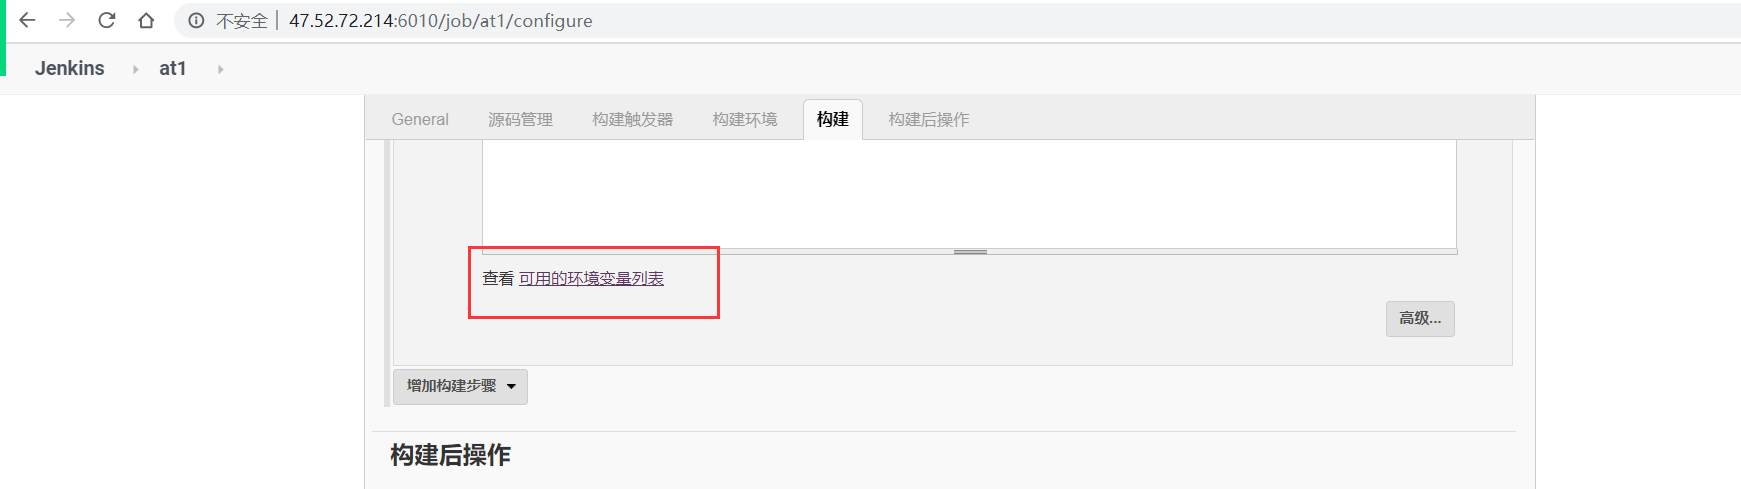 不安全 47.52.72.214:6010/job/at1/configure
Jenkins at1
General 源码管理 构建触发器 构建环境 构建 构建后操作
查看 可用的环境变量列表
高级...
增加构建步骤
构建后操作